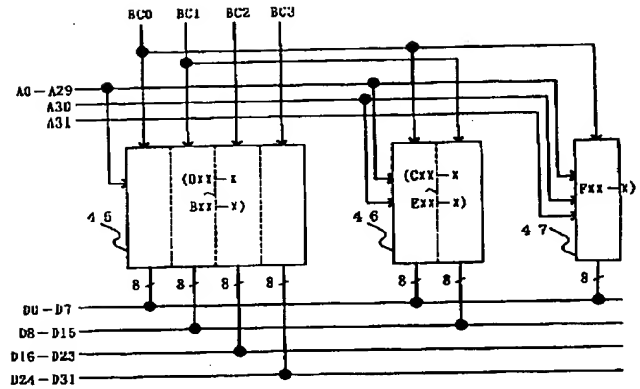 BC0 BC1 BC2 BC3
A0-A29
A30
A31
(0XX-X
~
BXX-X)
(CXX-X
~
EXX-X)
FXX-X)
45
46
47
8 8 8 8 8 8 8
D0-D7
D8-D15
D16-D23
D24-D31